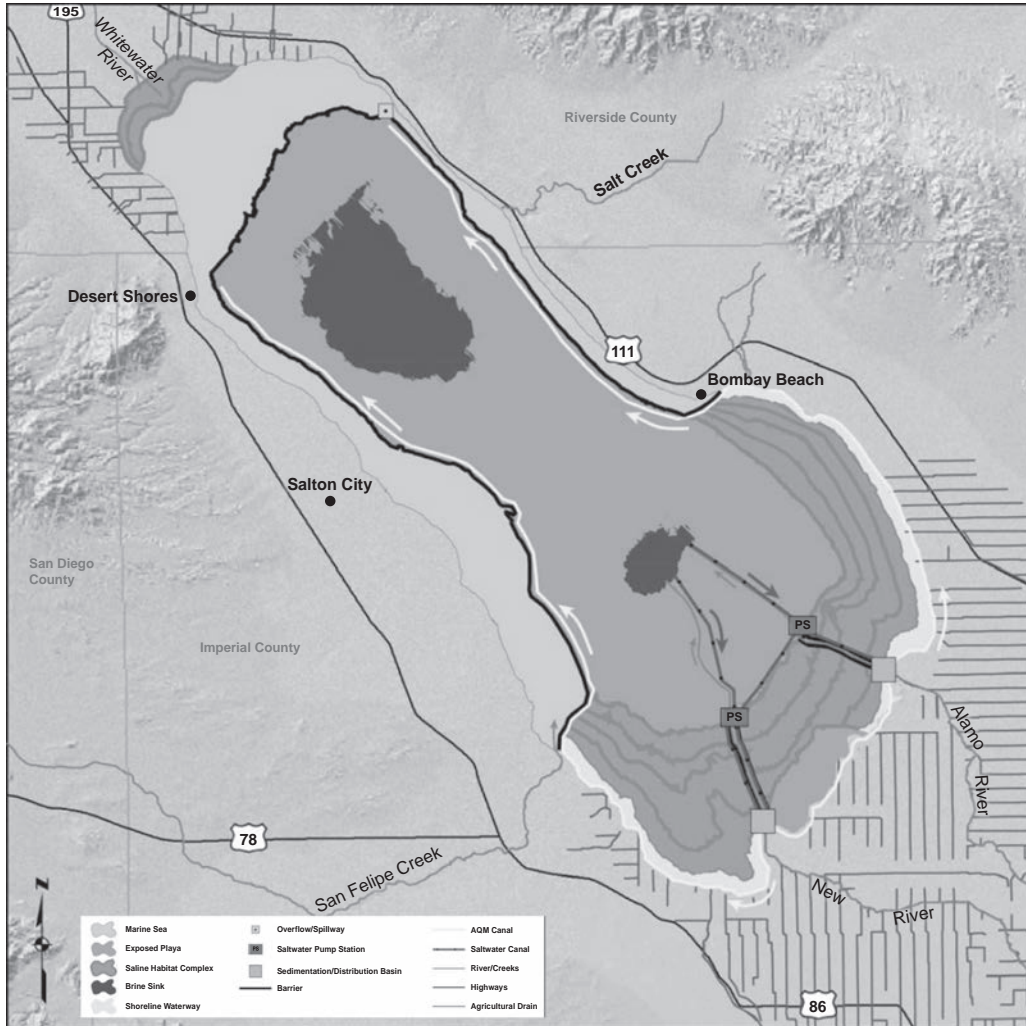 195
Whitewater
River
Riverside County
Salt Creek
Desert Shores
111
Bombay Beach
Salton City
San Diego
County
Imperial County
PS
PS
Alamo
River
78
San Felipe Creek
New
River
86
N
Marine Sea
Exposed Playa
Saline Habitat Complex
Brine Sink
Shoreline Waterway
Overflow/Spillway
PS
Saltwater Pump Station
Sedimentation/Distribution Basin
Barrier
AQM Canal
Saltwater Canal
River/Creeks
Highways
Agricultural Drain